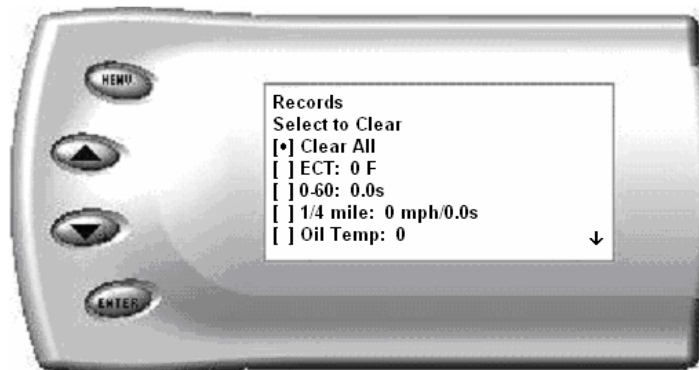 MENU
Records
Select to Clear
[•] Clear All
[ ] ECT: 0 F
[ ] 0-60: 0.0s
[ ] 1/4 mile: 0 mph/0.0s
[ ] Oil Temp: 0
ENTER